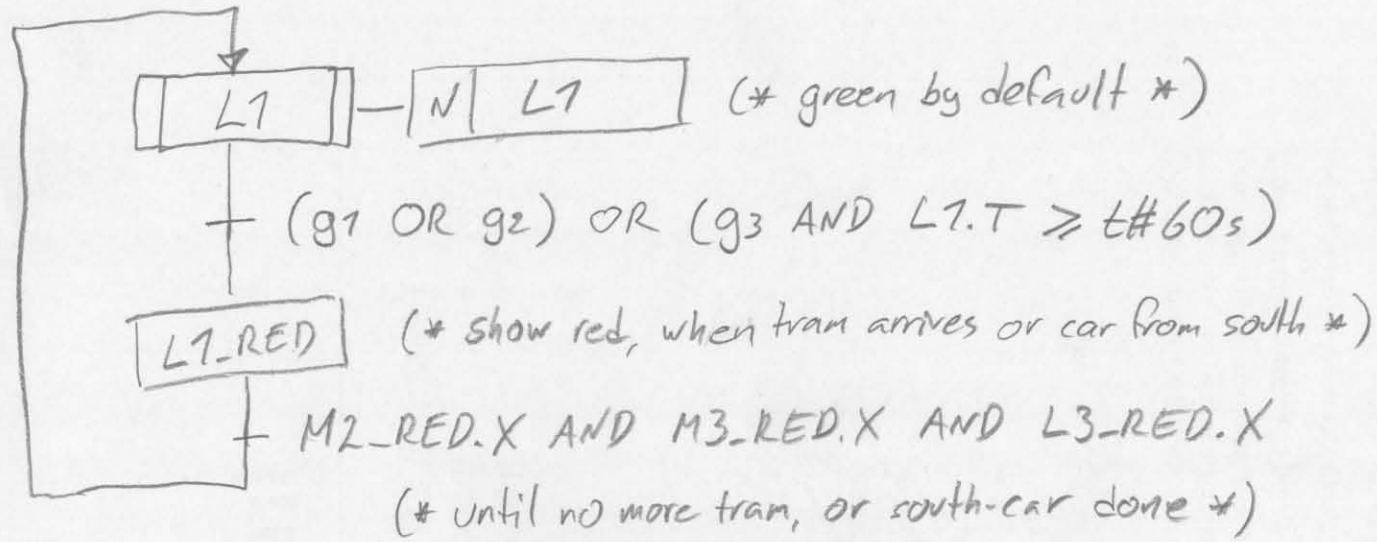 L1 N L1 (* green by default *)
(g1 OR g2) OR (g3 AND L1.T ≥ t#60s)
L1_RED (* show red, when tram arrives or car from south *)
M2_RED.X AND M3_RED.X AND L3_RED.X
(* until no more tram, or south-car done *)